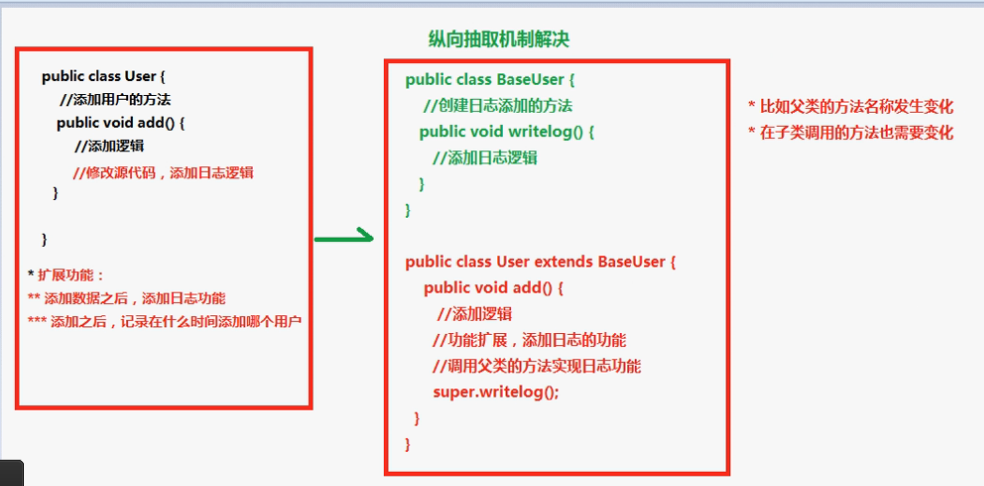 纵向抽取机制解决
public class User {
//添加用户的方法
public void add() {
//添加逻辑
//修改源代码，添加日志逻辑
}
}
* 扩展功能：
** 添加数据之后，添加日志功能
*** 添加之后，记录在什么时间添加哪个用户
public class BaseUser {
//创建日志添加的方法
public void writelog() {
//添加日志逻辑
}
}
public class User extends BaseUser {
public void add() {
//添加逻辑
//功能扩展，添加日志的功能
//调用父类的方法实现日志功能
super.writelog();
}
}
* 比如父类的方法名称发生变化
* 在子类调用的方法也需要变化